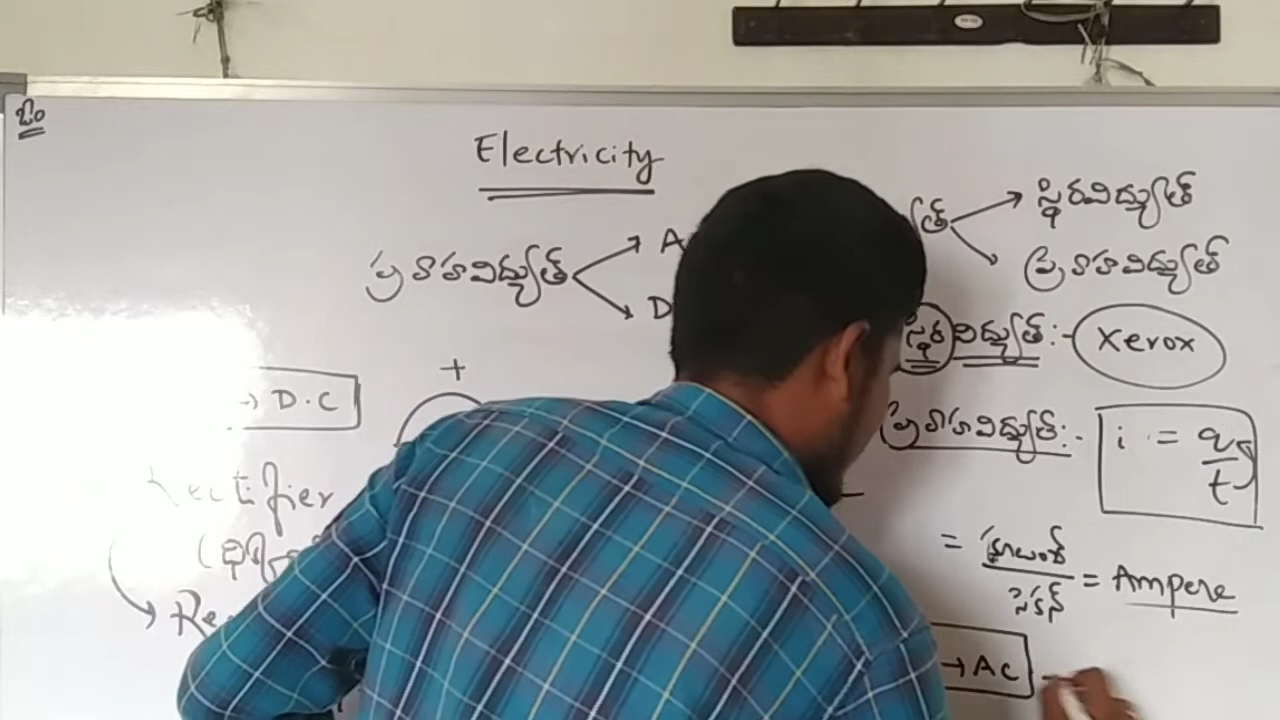 ఓం
Electricity
స్థిరవిద్యుత్
ప్రవాహవిద్యుత్
ప్రవాహవిద్యుత్
స్థిరవిద్యుత్:- Xerox
→ D.C
ప్రవాహవిద్యుత్:- i = q/t
Rectifier
= కూలుంబ్/సెకన్ = Ampere
→ AC